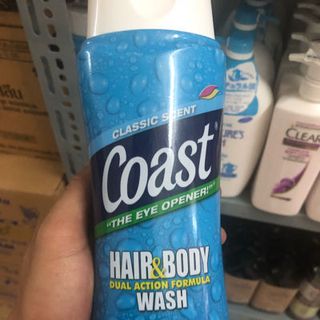 CLASSIC SCENT
Coast
"THE EYE OPENER!"
HAIR & BODY
DUAL ACTION FORMULA
WASH
CLEAR